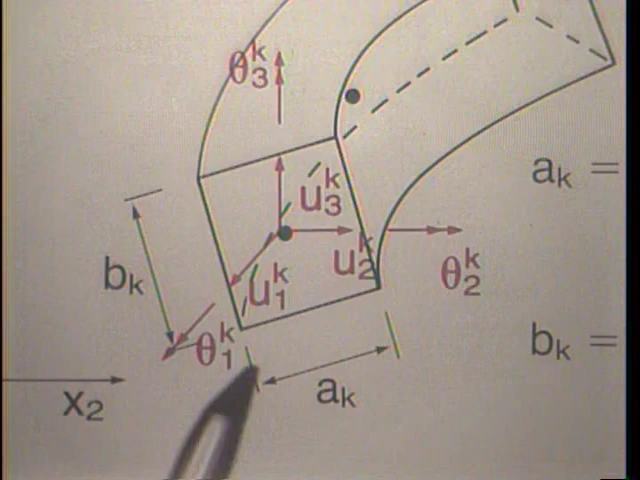 θ₃ᵏ
aₖ =
u₃ᵏ
u₂ᵏ
θ₂ᵏ
bₖ
u₁ᵏ
θ₁ᵏ
bₖ =
aₖ
x₂